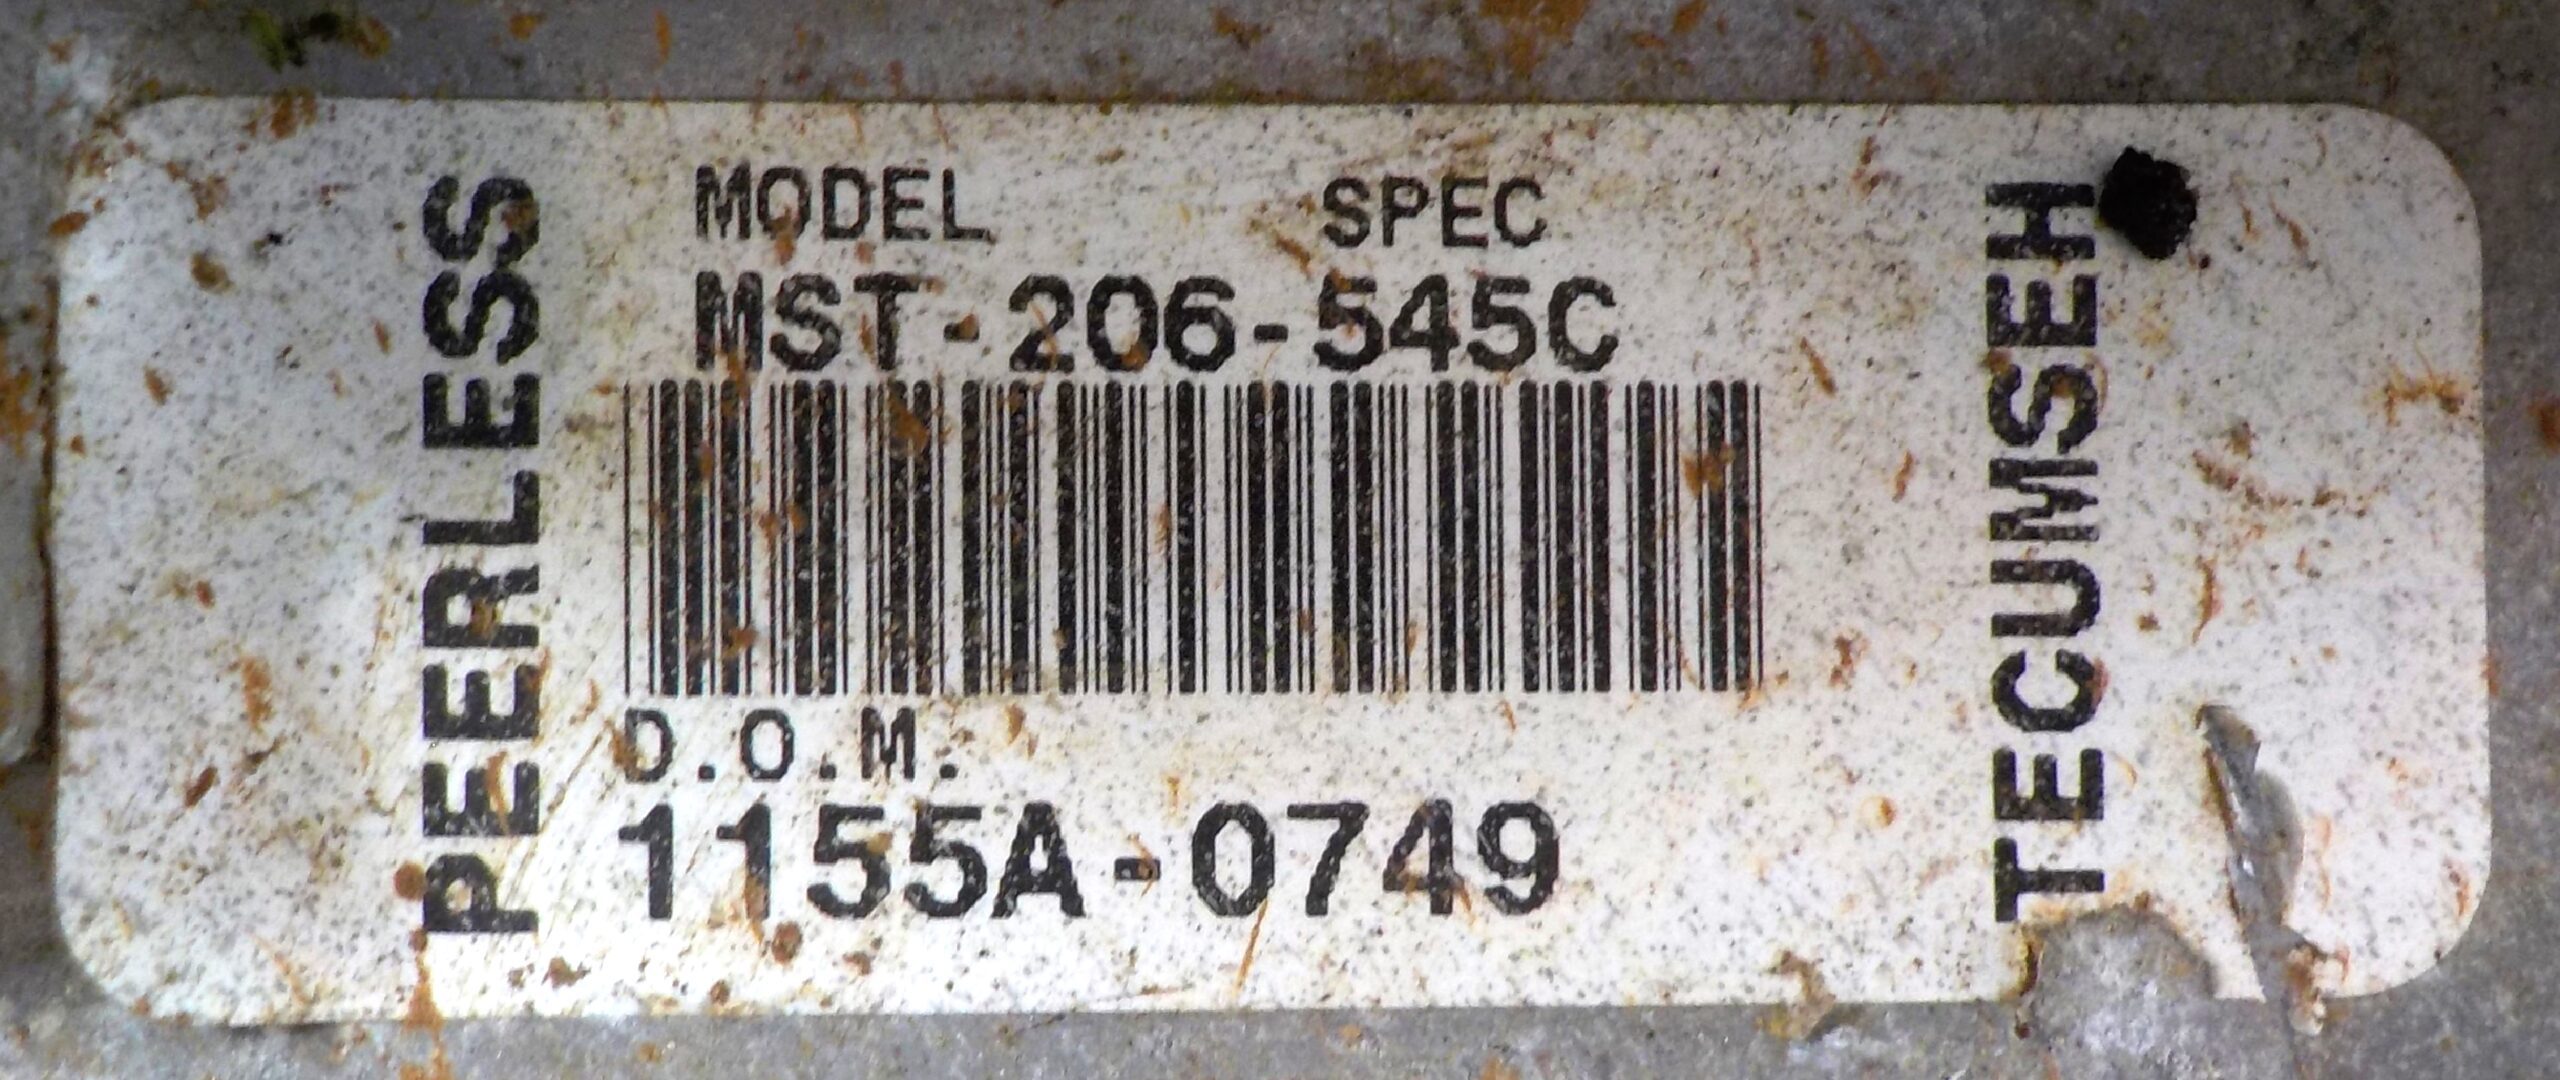 PEERLESS
MODEL SPEC
MST-206-545C
D.O.M.
1155A-0749
TECUMSEH